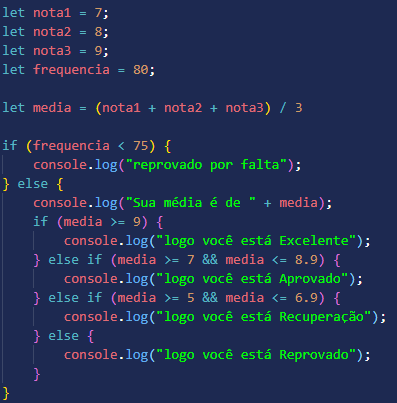 let nota1 = 7;
let nota2 = 8;
let nota3 = 9;
let frequencia = 80;

let media = (nota1 + nota2 + nota3) / 3

if (frequencia < 75) {
    console.log("reprovado por falta");
} else {
    console.log("Sua média é de " + media);
    if (media >= 9) {
        console.log("logo você está Excelente");
    } else if (media >= 7 && media <= 8.9) {
        console.log("logo você está Aprovado");
    } else if (media >= 5 && media <= 6.9) {
        console.log("logo você está Recuperação");
    } else {
        console.log("logo você está Reprovado");
    }
}